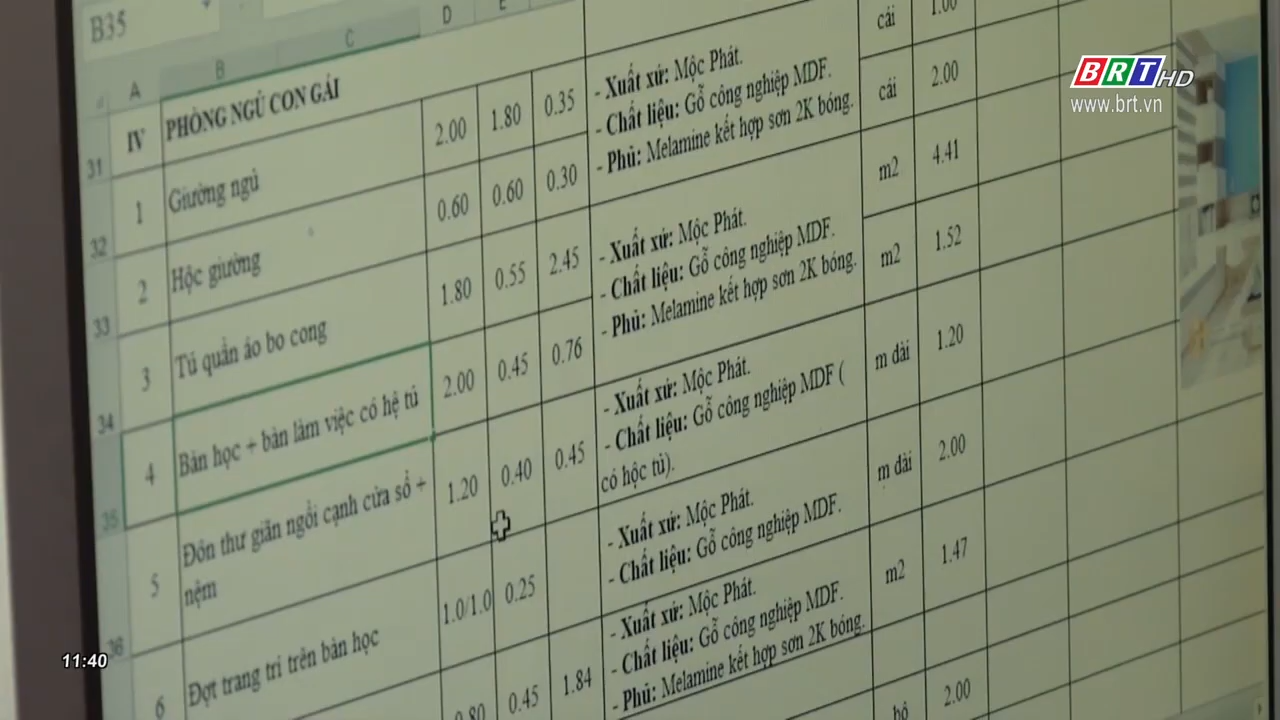 B35
D
C
A
B
BRT HD
www.brt.vn
cái
1.00
31
IV PHÒNG NGỦ CON GÁI
- Xuất xứ: Mộc Phát.
- Chất liệu: Gỗ công nghiệp MDF.
- Phủ: Melamine kết hợp sơn 2K bóng.
32
1 Giường ngủ 2.00 1.80 0.35 cái 2.00
33
2 Hộc giường 0.60 0.60 0.30 m2 4.41
- Xuất xứ: Mộc Phát.
- Chất liệu: Gỗ công nghiệp MDF.
- Phủ: Melamine kết hợp sơn 2K bóng.
34
3 Tủ quần áo bo cong 1.80 0.55 2.45 m2 1.52
35
4 Bàn học + bàn làm việc có hệ tủ 2.00 0.45 0.76 m dài 1.20
- Xuất xứ: Mộc Phát.
- Chất liệu: Gỗ công nghiệp MDF (
có hộc tủ).
36
5 Đôn thư giãn ngồi cạnh cửa sổ +
nệm
1.20 0.40 0.45 m dài 2.00
- Xuất xứ: Mộc Phát.
- Chất liệu: Gỗ công nghiệp MDF.
6 Đợt trang trí trên bàn học 1.0/1.0 0.25 m2 1.47
- Xuất xứ: Mộc Phát.
- Chất liệu: Gỗ công nghiệp MDF.
- Phủ: Melamine kết hợp sơn 2K bóng.
0.80 0.45 1.84 bộ 2.00
11:40